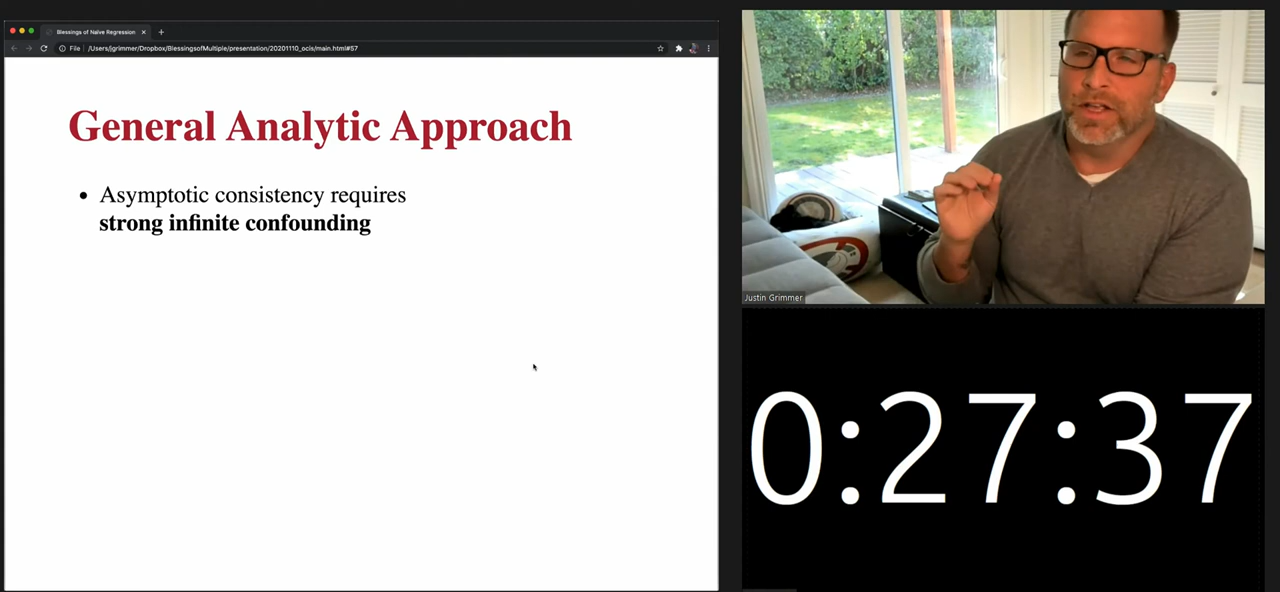 Blessings of Naïve Regression
File
/Users/jgrimmer/Dropbox/BlessingsofMultiple/presentation/20201110_ocis/main.html#57
General Analytic Approach
• Asymptotic consistency requires
strong infinite confounding
Justin Grimmer
0:27:37